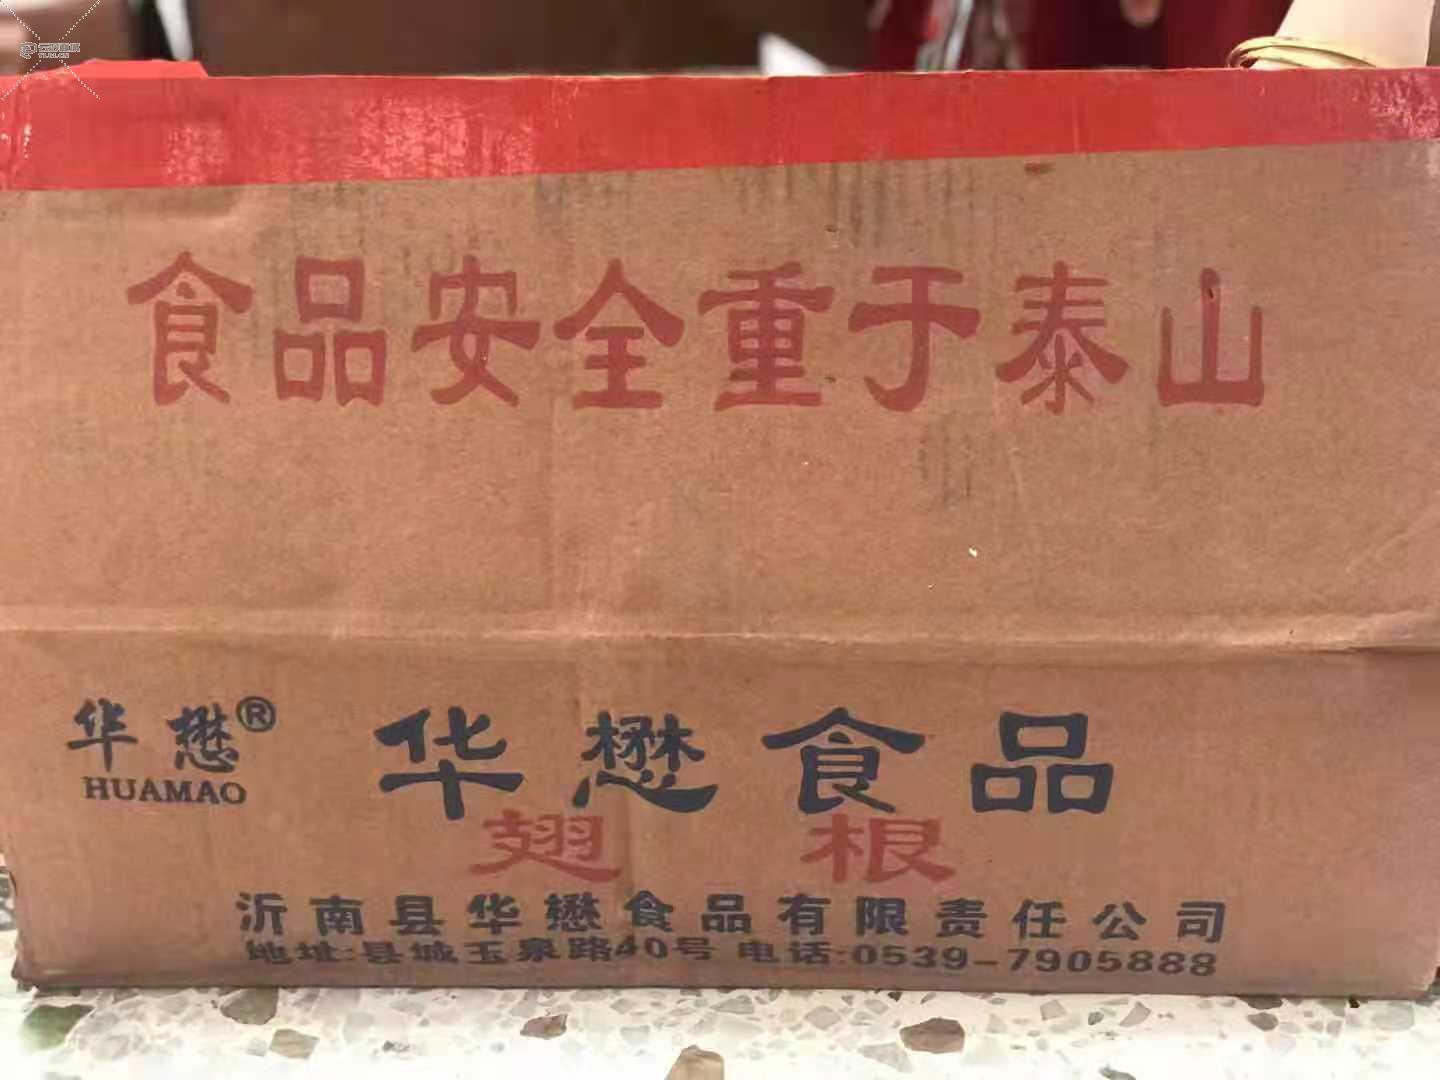 食品安全重于泰山
华懋®
HUAMAO
华懋食品
翅根
沂南县华懋食品有限责任公司
地址:县城玉泉路40号 电话:0539-7905888